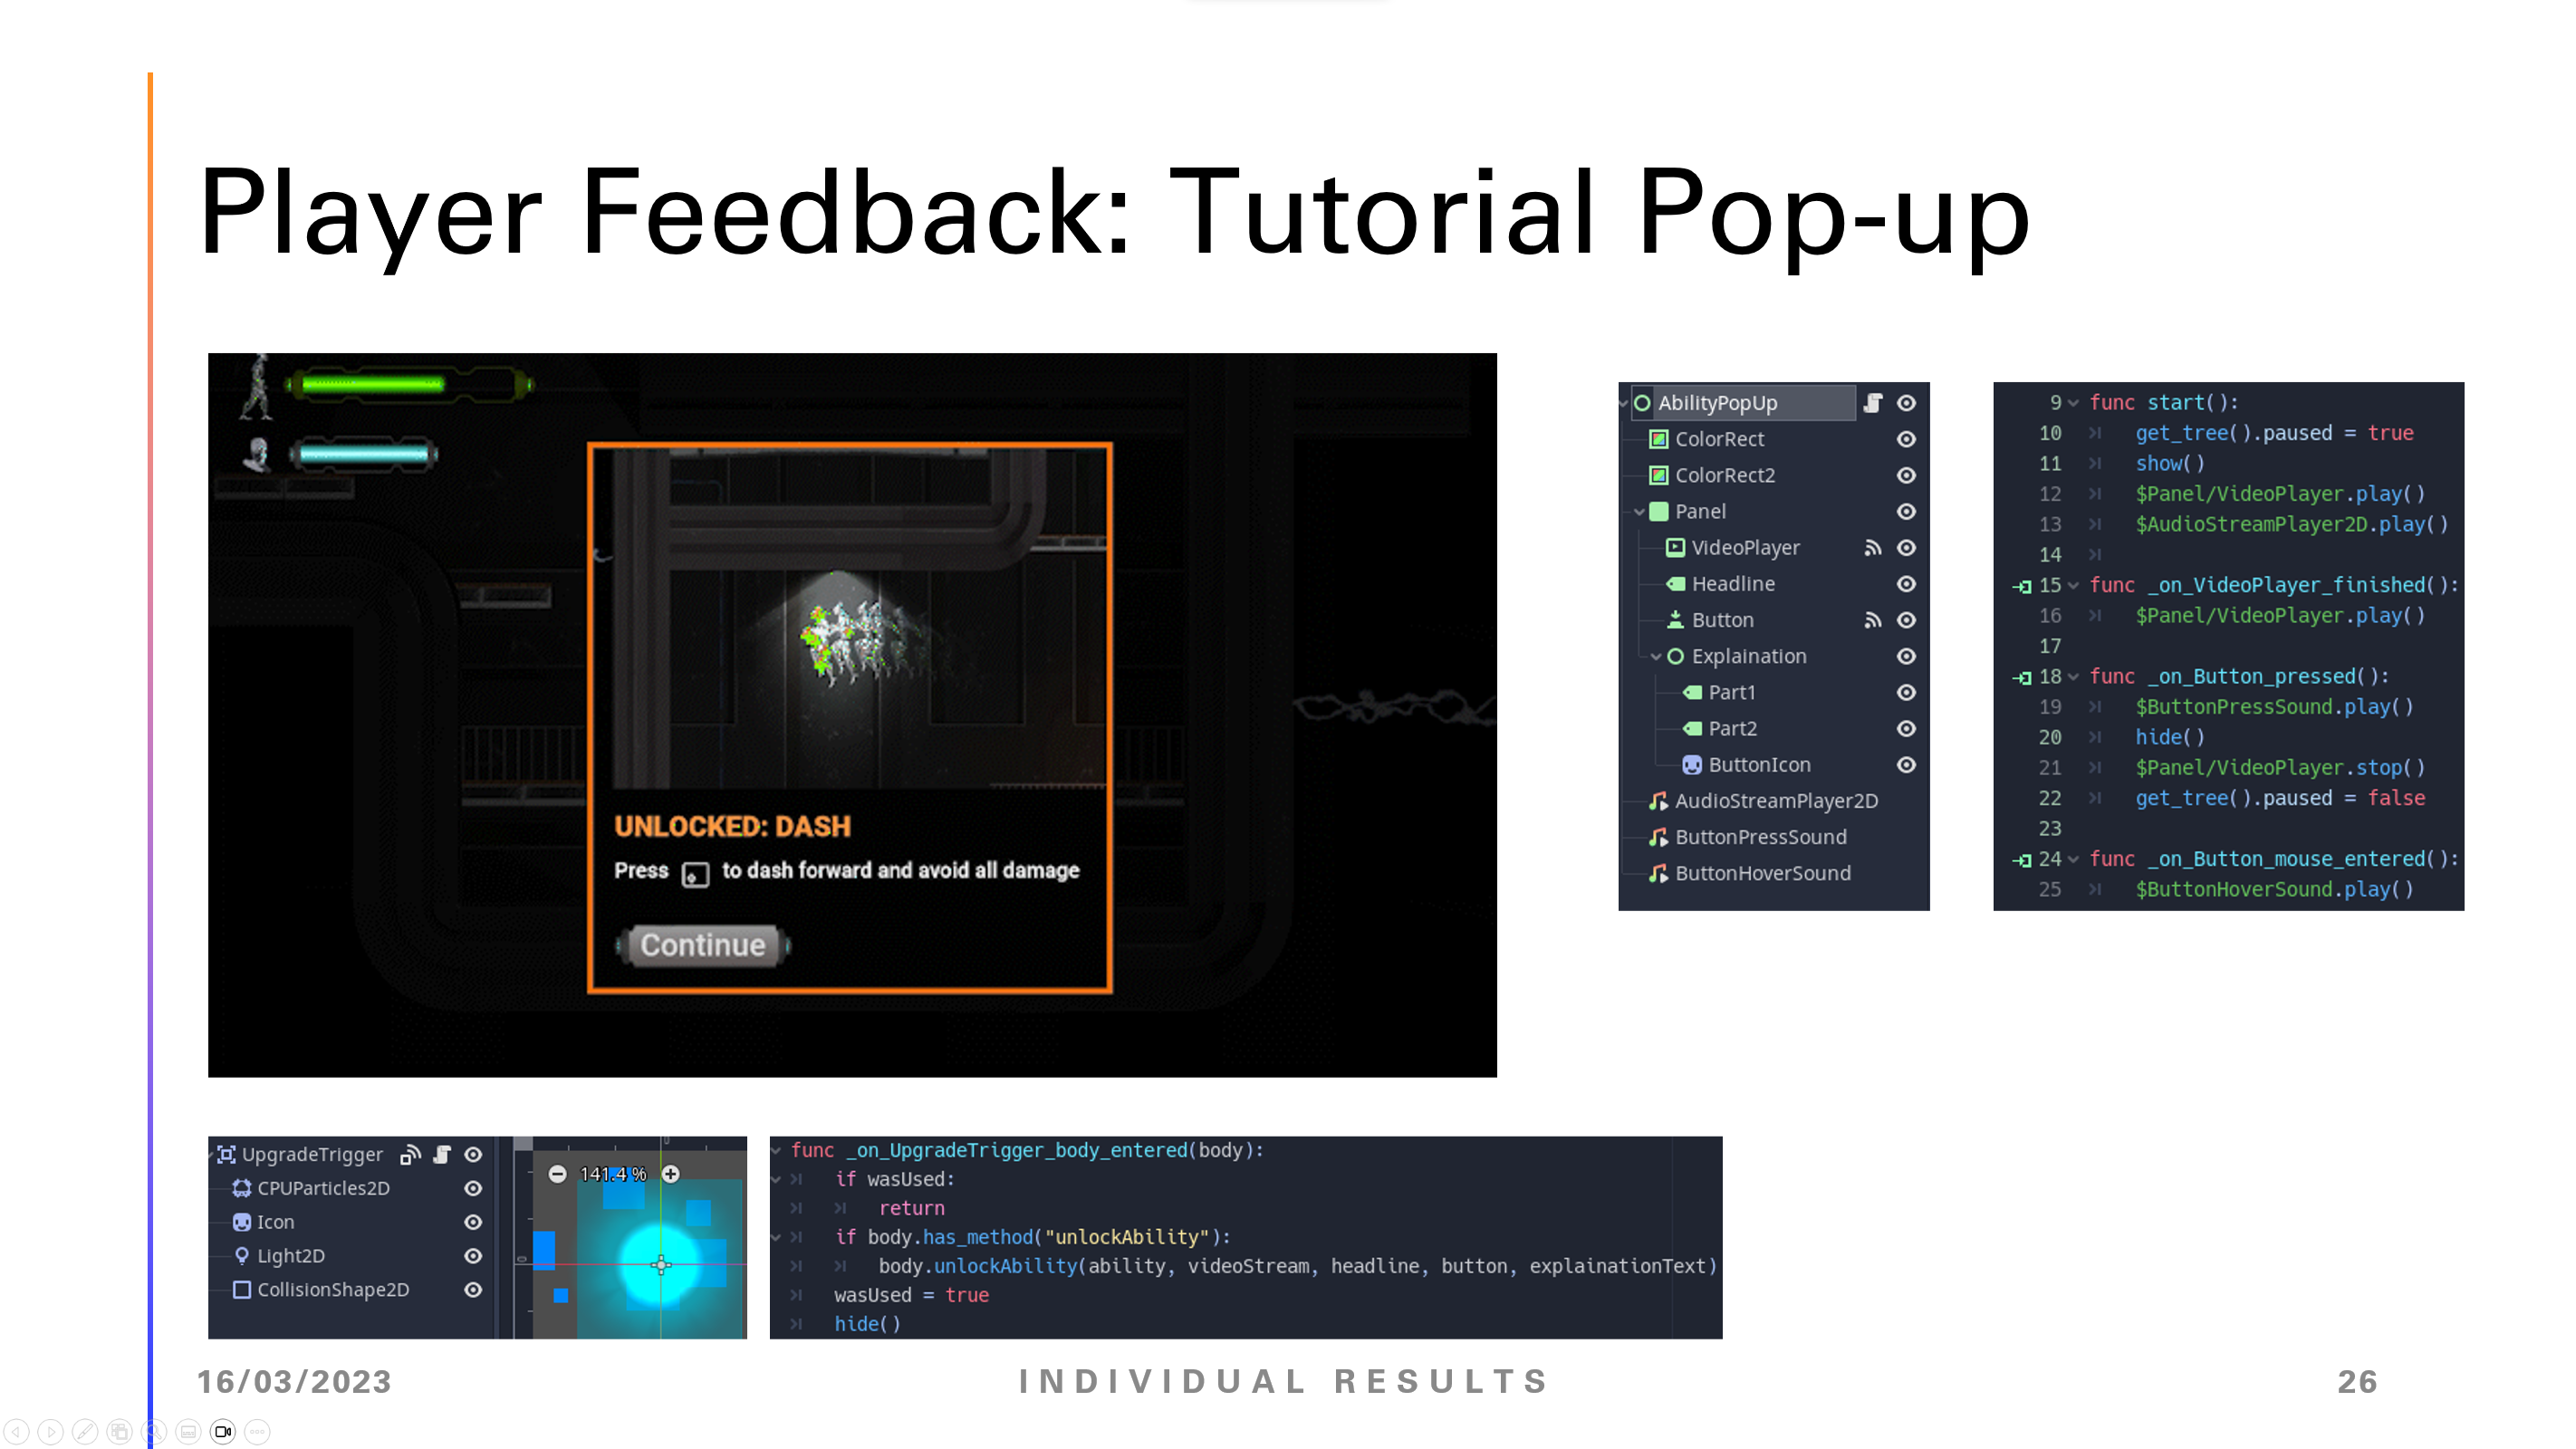 Player Feedback: Tutorial Pop-up
UNLOCKED: DASH
Press to dash forward and avoid all damage
Continue
AbilityPopUp
ColorRect
ColorRect2
Panel
VideoPlayer
Headline
Button
Explaination
Part1
Part2
ButtonIcon
AudioStreamPlayer2D
ButtonPressSound
ButtonHoverSound
9 func start():
10 get_tree().paused = true
11 show()
12 $Panel/VideoPlayer.play()
13 $AudioStreamPlayer2D.play()
14
15 func _on_VideoPlayer_finished():
16 $Panel/VideoPlayer.play()
17
18 func _on_Button_pressed():
19 $ButtonPressSound.play()
20 hide()
21 $Panel/VideoPlayer.stop()
22 get_tree().paused = false
23
24 func _on_Button_mouse_entered():
25 $ButtonHoverSound.play()
UpgradeTrigger
CPUParticles2D
Icon
Light2D
CollisionShape2D
141.4 %
func _on_UpgradeTrigger_body_entered(body):
if wasUsed:
return
if body.has_method("unlockAbility"):
body.unlockAbility(ability, videoStream, headline, button, explainationText)
wasUsed = true
hide()
16/03/2023
INDIVIDUAL RESULTS
26